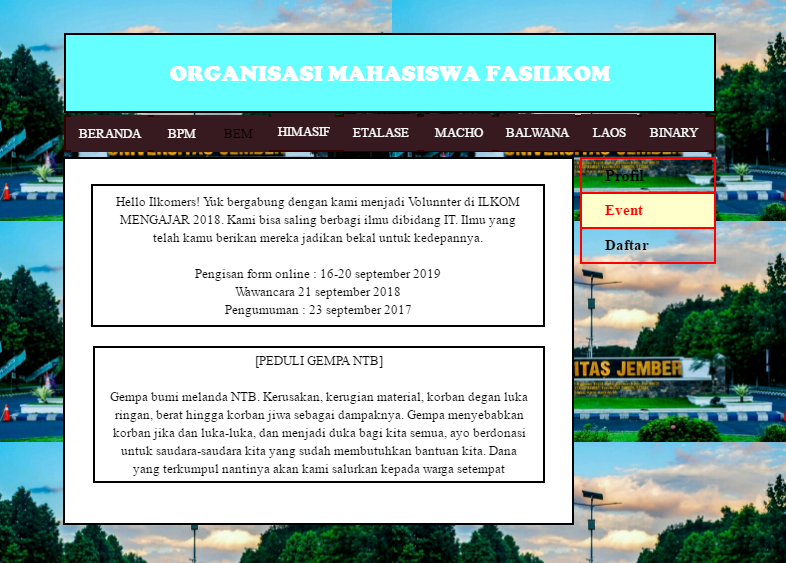 ORGANISASI MAHASISWA FASILKOM
BERANDA BPM BEM HIMASIF ETALASE MACHO BALWANA LAOS BINARY
UNIVERSITAS JEMBER
Profil
Event
Daftar
Hello Ilkomers! Yuk bergabung dengan kami menjadi Volunnter di ILKOM
MENGAJAR 2018. Kami bisa saling berbagi ilmu dibidang IT. Ilmu yang
telah kamu berikan mereka jadikan bekal untuk kedepannya.
Pengisan form online : 16-20 september 2019
Wawancara 21 september 2018
Pengumuman : 23 september 2017
[PEDULI GEMPA NTB]
Gempa bumi melanda NTB. Kerusakan, kerugian material, korban degan luka
ringan, berat hingga korban jiwa sebagai dampaknya. Gempa menyebabkan
korban jika dan luka-luka, dan menjadi duka bagi kita semua, ayo berdonasi
untuk saudara-saudara kita yang sudah membutuhkan bantuan kita. Dana
yang terkumpul nantinya akan kami salurkan kepada warga setempat
ITAS JEMBER